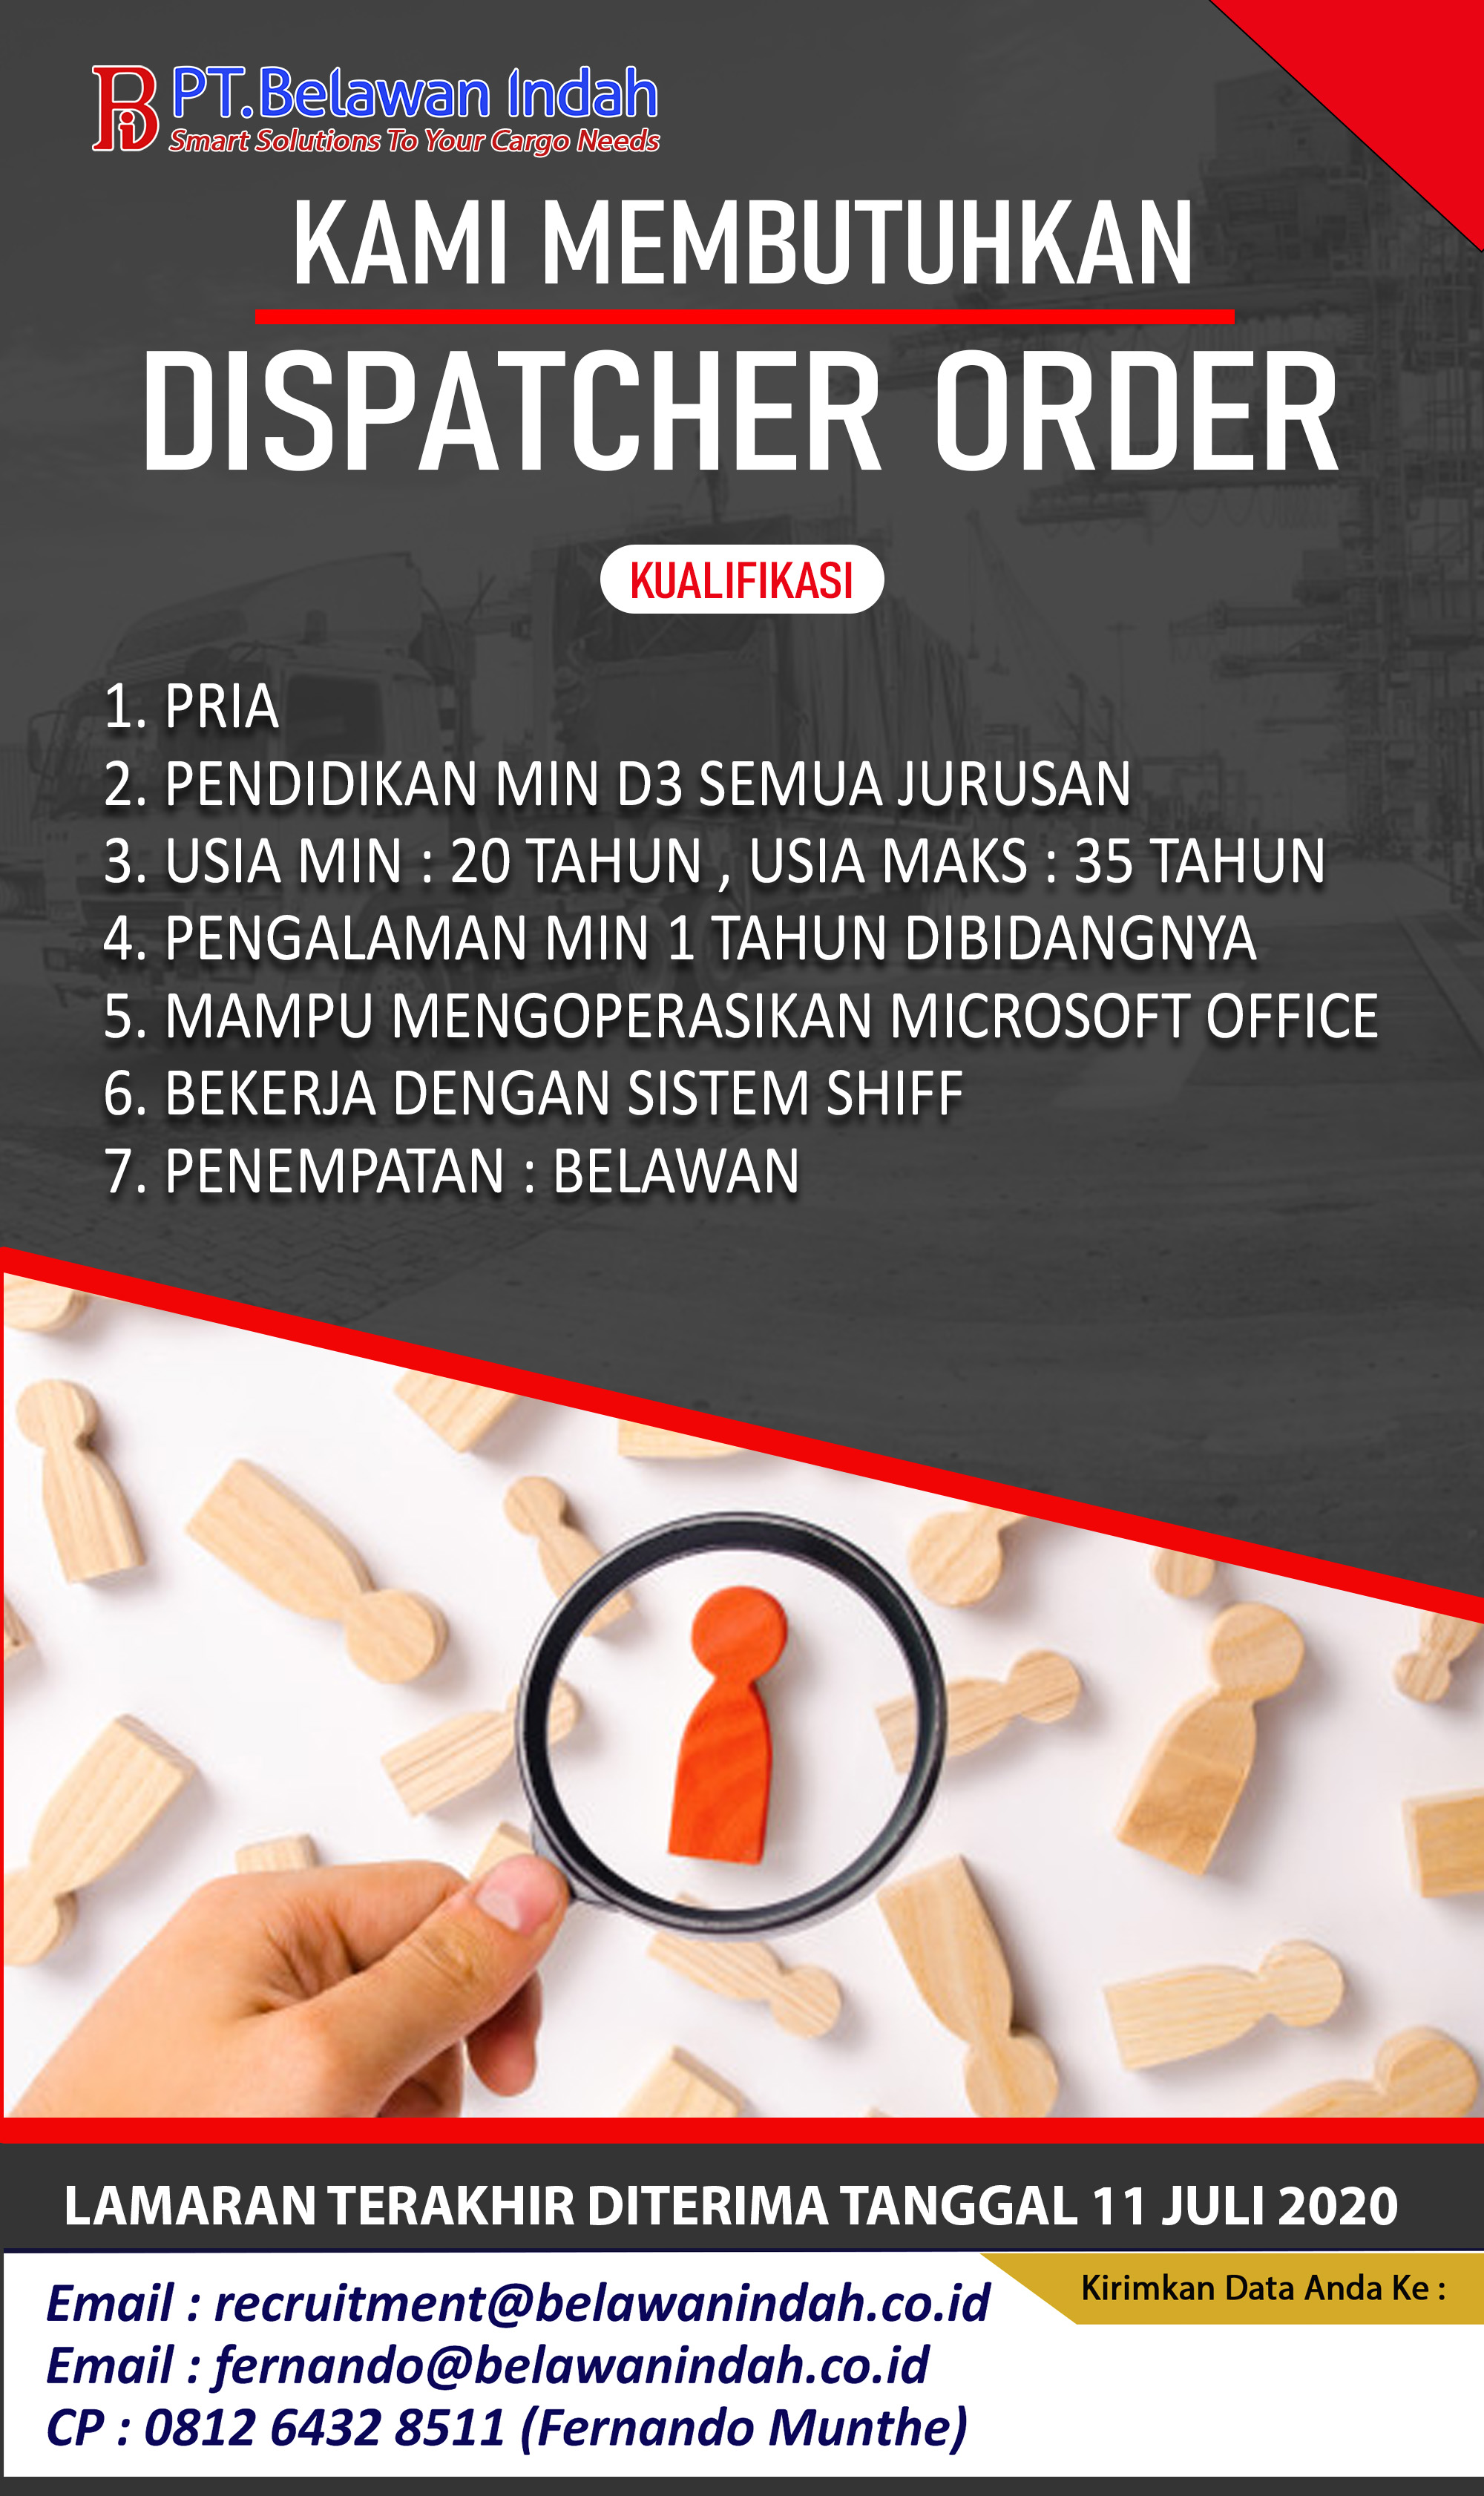 PT.Belawan Indah
Smart Solutions To Your Cargo Needs
KAMI MEMBUTUHKAN
DISPATCHER ORDER
KUALIFIKASI
1. PRIA
2. PENDIDIKAN MIN D3 SEMUA JURUSAN
3. USIA MIN : 20 TAHUN , USIA MAKS : 35 TAHUN
4. PENGALAMAN MIN 1 TAHUN DIBIDANGNYA
5. MAMPU MENGOPERASIKAN MICROSOFT OFFICE
6. BEKERJA DENGAN SISTEM SHIFF
7. PENEMPATAN : BELAWAN
LAMARAN TERAKHIR DITERIMA TANGGAL 11 JULI 2020
Kirimkan Data Anda Ke :
Email : recruitment@belawanindah.co.id
Email : fernando@belawanindah.co.id
CP : 0812 6432 8511 (Fernando Munthe)